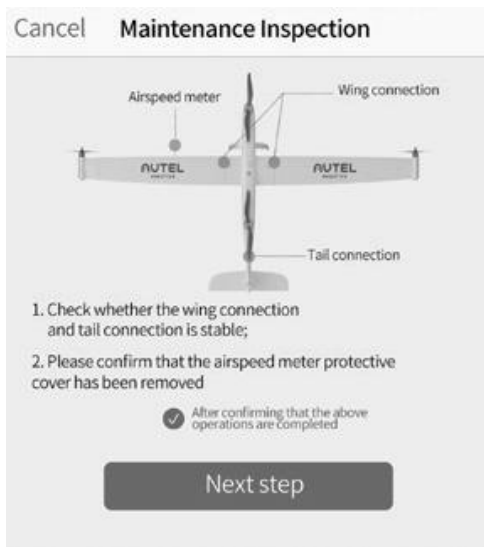 Cancel Maintenance Inspection
Airspeed meter
Wing connection
AUTEL
AUTEL
Tail connection
1. Check whether the wing connection
and tail connection is stable;
2. Please confirm that the airspeed meter protective
cover has been removed
After confirming that the above
operations are completed
Next step